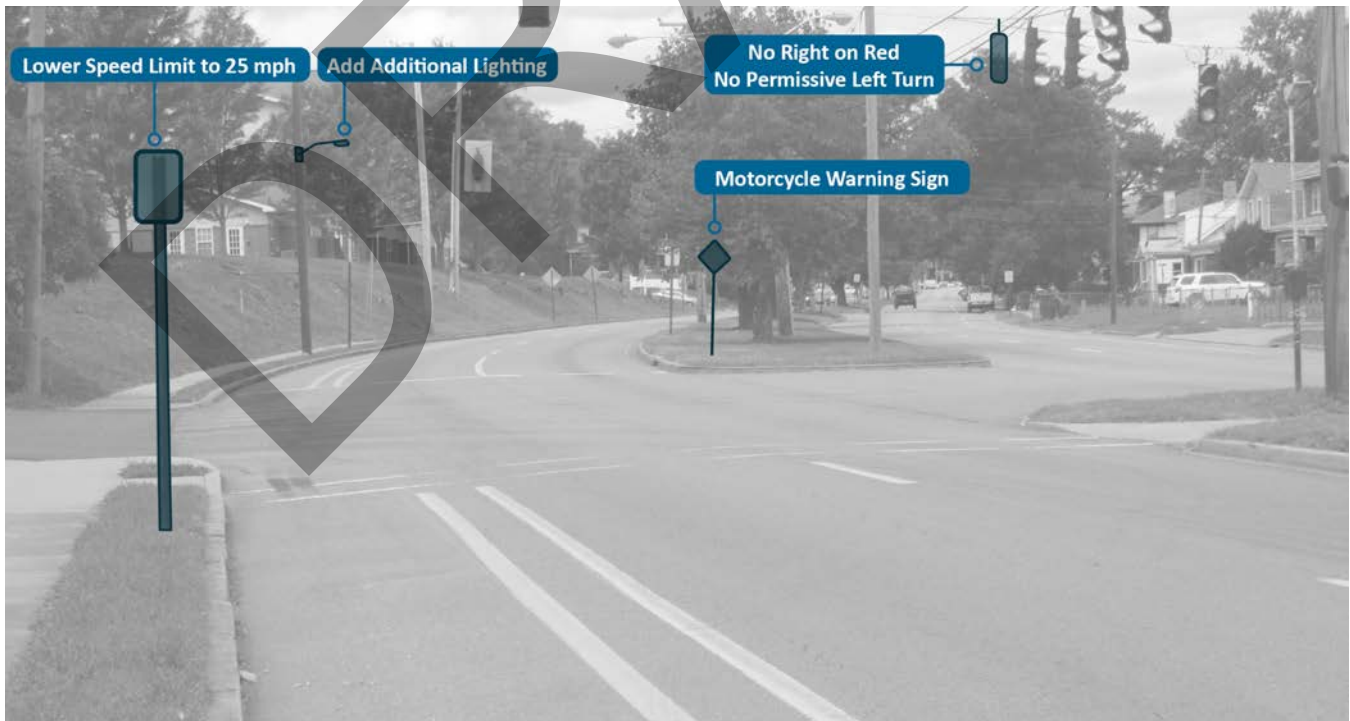 Lower Speed Limit to 25 mph
Add Additional Lighting
No Right on Red
No Permissive Left Turn
Motorcycle Warning Sign